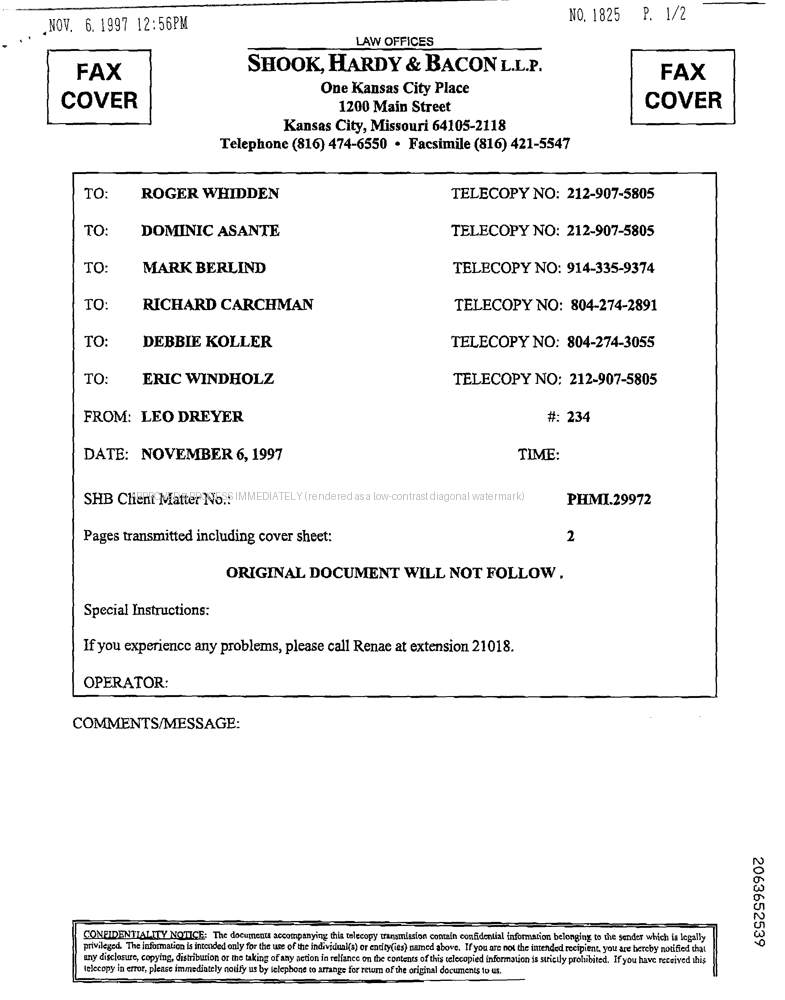 NOV. 6. 1997 12:56PM NO. 1825 P. 1/2
LAW OFFICES
FAX COVER
SHOOK, HARDY & BACON L.L.P.
FAX COVER
One Kansas City Place
1200 Main Street
Kansas City, Missouri 64105-2118
Telephone (816) 474-6550 • Facsimile (816) 421-5547
TO: ROGER WHIDDEN TELECOPY NO: 212-907-5805
TO: DOMINIC ASANTE TELECOPY NO: 212-907-5805
TO: MARK BERLIND TELECOPY NO: 914-335-9374
TO: RICHARD CARCHMAN TELECOPY NO: 804-274-2891
TO: DEBBIE KOLLER TELECOPY NO: 804-274-3055
TO: ERIC WINDHOLZ TELECOPY NO: 212-907-5805
FROM: LEO DREYER #: 234
DATE: NOVEMBER 6, 1997 TIME:
SHB Client Matter No.: PHMI.29972
IMMEDIATELY (rendered as a low-contrast diagonal watermark)
Pages transmitted including cover sheet: 2
ORIGINAL DOCUMENT WILL NOT FOLLOW.
Special Instructions:
If you experience any problems, please call Renae at extension 21018.
OPERATOR:
COMMENTS/MESSAGE:
CONFIDENTIALITY NOTICE: The documents accompanying this telecopy transmission contain confidential information belonging to the sender which is legally
privileged. The information is intended only for the use of the individual(s) or entity(ies) named above. If you are not the intended recipient, you are hereby notified that
any disclosure, copying, distribution or the taking of any action in reliance on the contents of this telecopied information is strictly prohibited. If you have received this
telecopy in error, please immediately notify us by telephone to arrange for return of the original documents to us.
2063652539